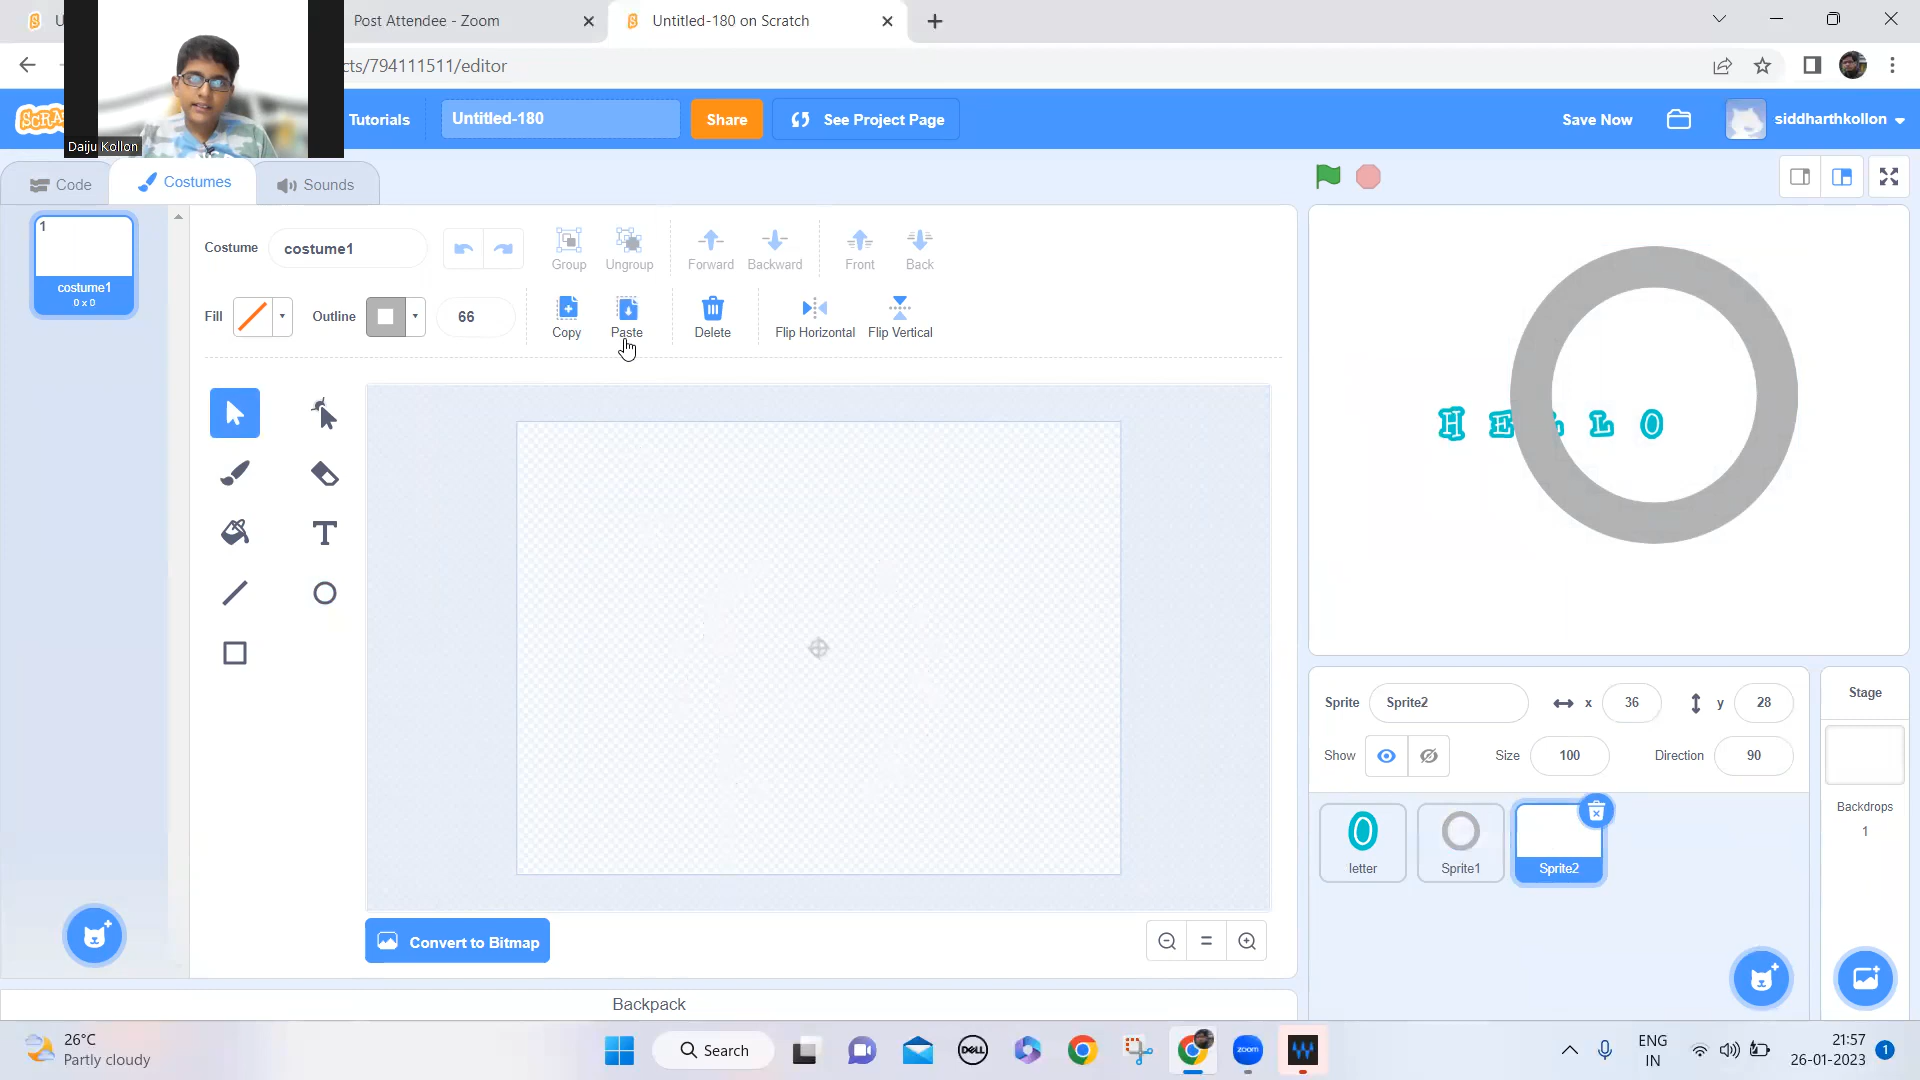 U
Post Attendee - Zoom
Untitled-180 on Scratch
cts/794111511/editor
SCRA
Tutorials
Untitled-180
Share
See Project Page
Save Now
siddharthkollon
Daiju Kollon
Code
Costumes
Sounds
1
costume1
0 x 0
Costume
costume1
Group
Ungroup
Forward
Backward
Front
Back
Fill
Outline
66
Copy
Paste
Delete
Flip Horizontal
Flip Vertical
T
H E L L O
Convert to Bitmap
Sprite
Sprite2
x
36
y
28
Show
Size
100
Direction
90
O
letter
Sprite1
Sprite2
Stage
Backdrops
1
Backpack
26°C
Partly cloudy
Search
DELL
zoom
W
ENG
IN
21:57
26-01-2023
1